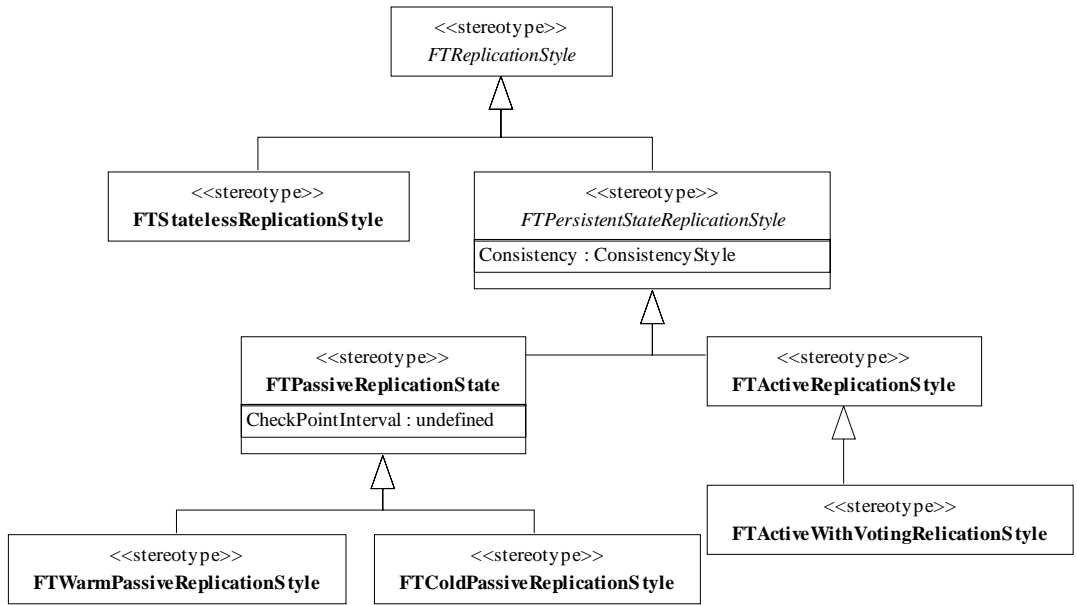 <<stereotype>>
FTReplicationStyle
<<stereotype>>
FTStatelessReplicationStyle
<<stereotype>>
FTPersistentStateReplicationStyle
Consistency : ConsistencyStyle
<<stereotype>>
FTPassiveReplicationState
CheckPointInterval : undefined
<<stereotype>>
FTActiveReplicationStyle
<<stereotype>>
FTActiveWithVotingRelicationStyle
<<stereotype>>
FTWarmPassiveReplicationStyle
<<stereotype>>
FTColdPassiveReplicationStyle